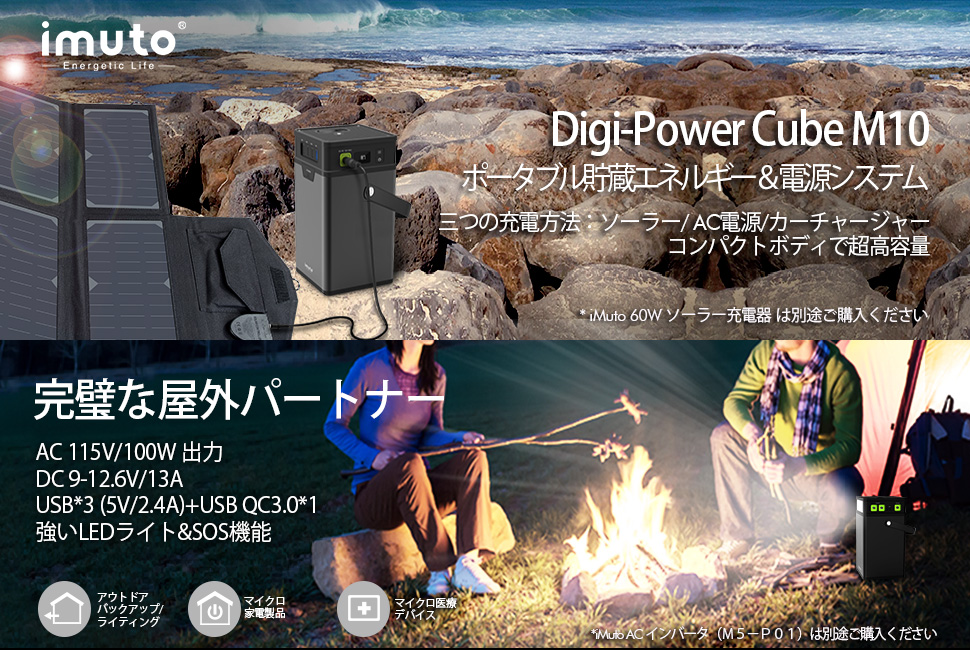 imuto®
Energetic Life
Digi-Power Cube M10
ポータブル貯蔵エネルギー&電源システム
三つの充電方法：ソーラー/ AC電源/カーチャージャー
コンパクトボディで超高容量
* iMuto 60W ソーラー充電器 は別途ご購入ください
完璧な屋外パートナー
AC 115V/100W 出力
DC 9-12.6V/13A
USB*3 (5V/2.4A)+USB QC3.0*1
強いLEDライト&SOS機能
アウトドア
バックアップ/
ライティング
マイクロ
家電製品
マイクロ医療
デバイス
*iMuto AC インバータ（Ｍ５－Ｐ０１）は別途ご購入ください